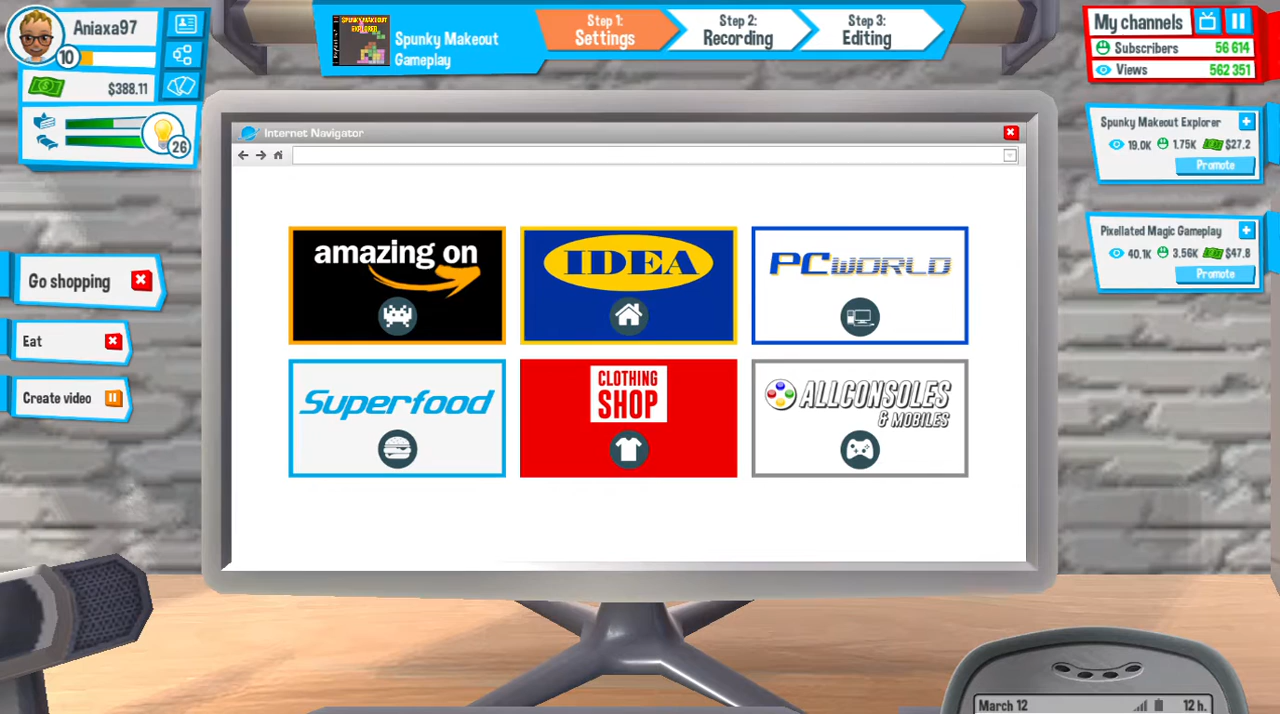 Aniaxa97
10
$388.11
26
SPUNKY MAKEOUT
EXPLORER
Spunky Makeout
Gameplay
Step 1:
Settings
Step 2:
Recording
Step 3:
Editing
My channels
Subscribers 56 614
Views 562 351
Spunky Makeout Explorer
19.0K 1.75K $27.2
Promote
Pixellated Magic Gameplay
40.1K 3.56K $47.8
Promote
Go shopping
Eat
Create video
Internet Navigator
amazing on
IDEA
PCWORLD
Superfood
CLOTHING
SHOP
ALLCONSOLES
& MOBILES
March 12 12 h.